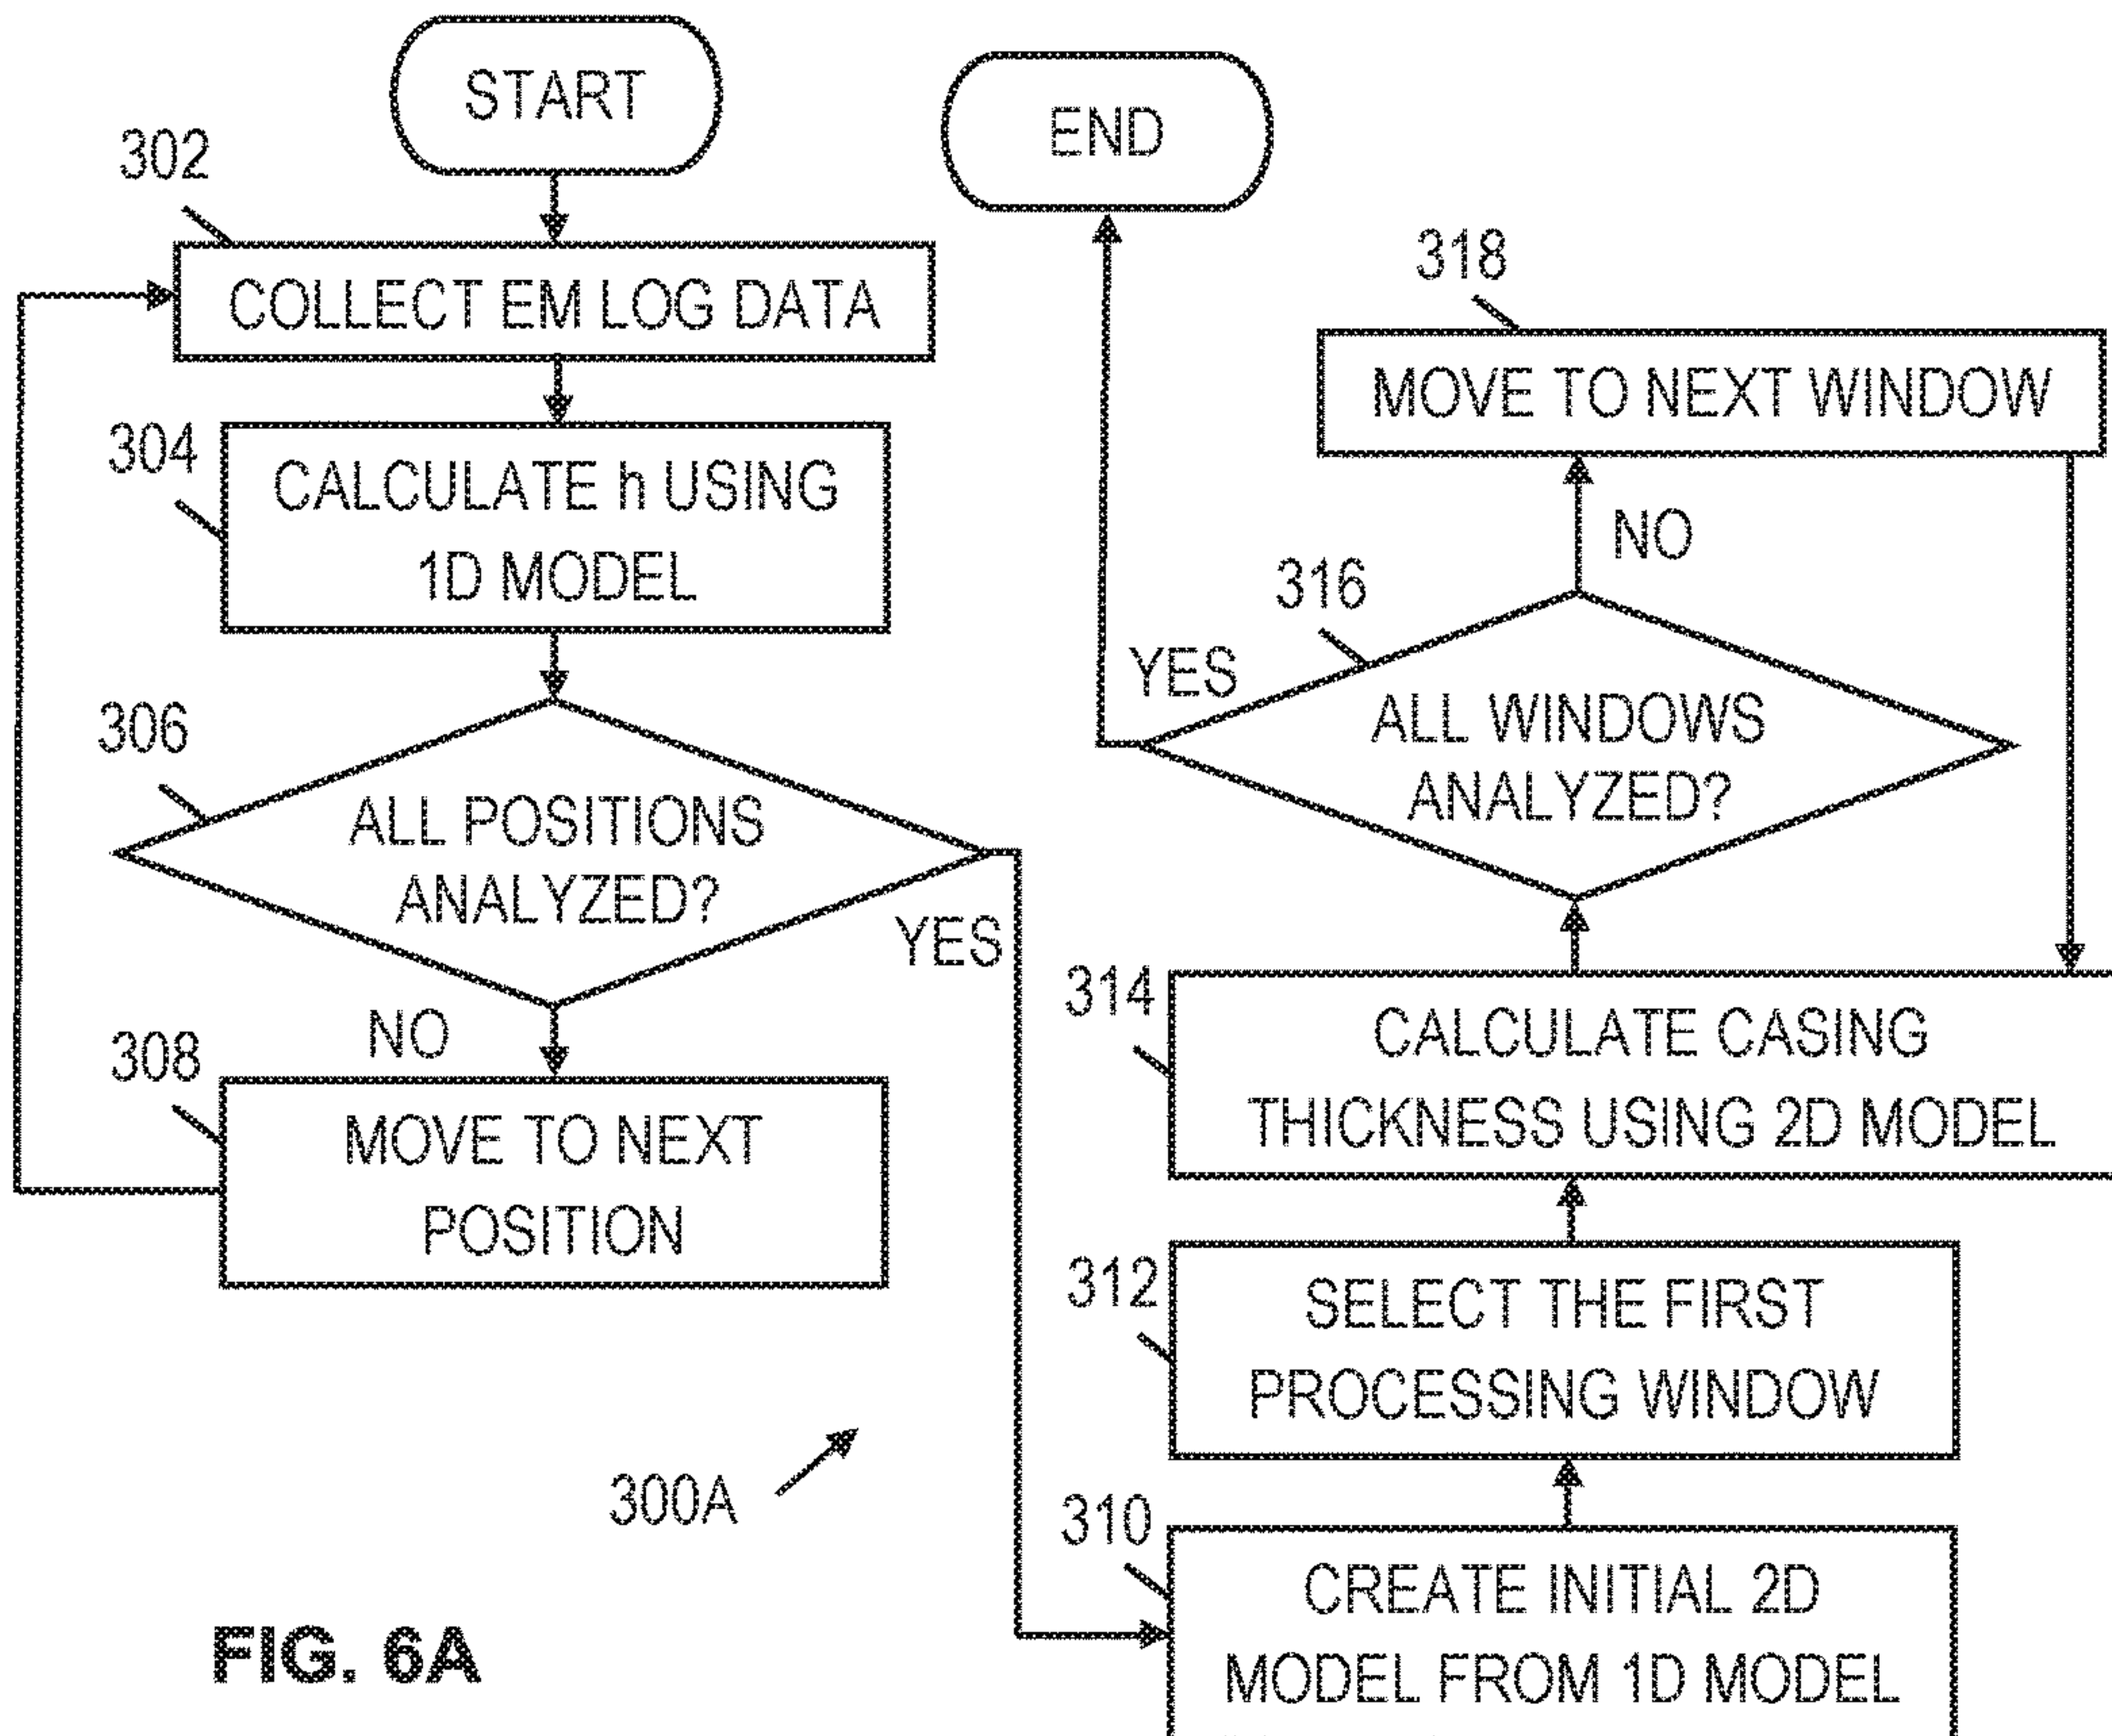 START
302
COLLECT EM LOG DATA
304
CALCULATE h USING
1D MODEL
306
ALL POSITIONS
ANALYZED?
YES
NO
308
MOVE TO NEXT
POSITION
300A
FIG. 6A
END
318
MOVE TO NEXT WINDOW
NO
316
YES
ALL WINDOWS
ANALYZED?
314
CALCULATE CASING
THICKNESS USING 2D MODEL
312
SELECT THE FIRST
PROCESSING WINDOW
310
CREATE INITIAL 2D
MODEL FROM 1D MODEL